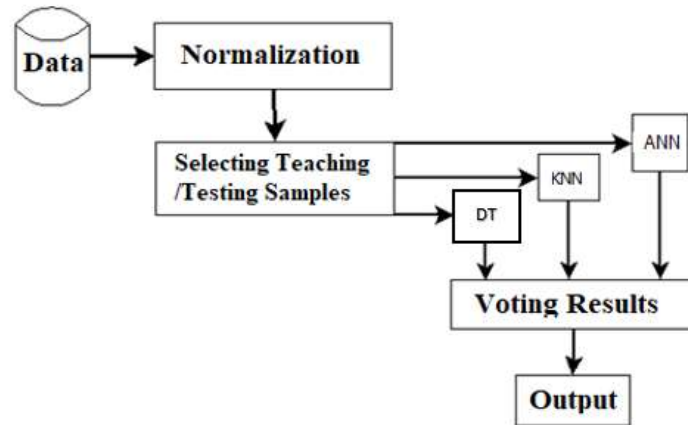 Data
Normalization
Selecting Teaching
/Testing Samples
ANN
KNN
DT
Voting Results
Output